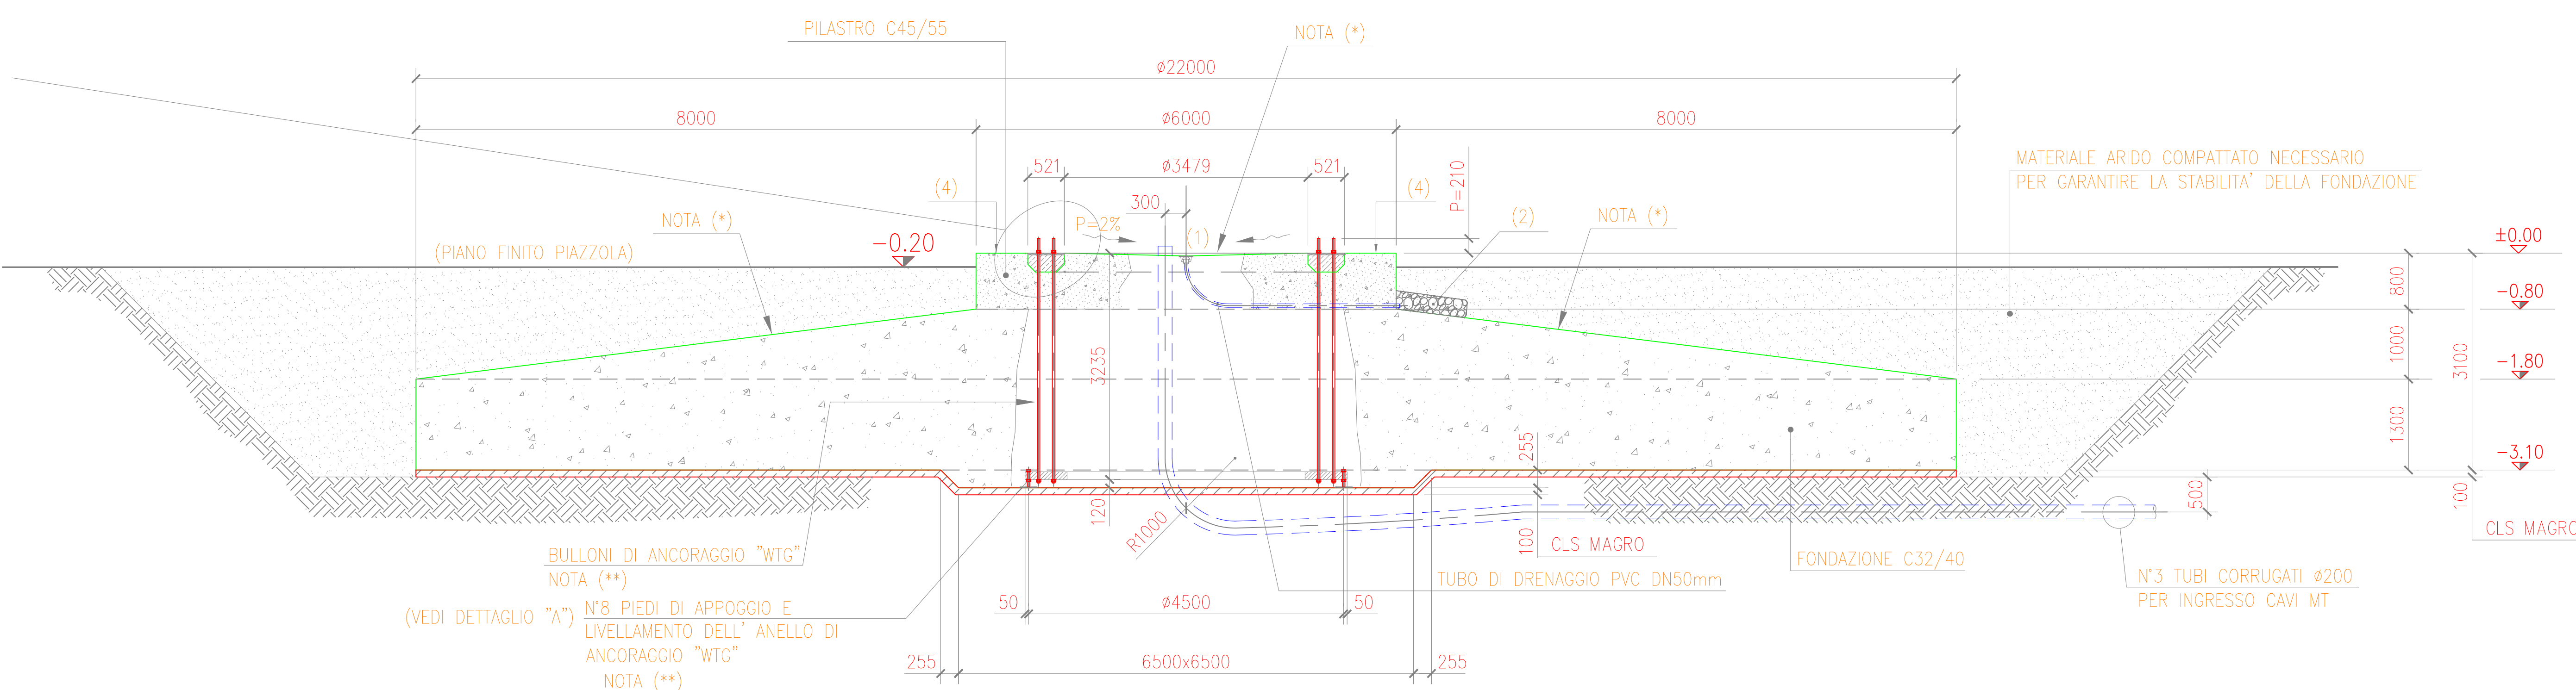 PILASTRO C45/55
NOTA (*)
ø22000
8000
ø6000
8000
521
ø3479
521
P=210
MATERIALE ARIDO COMPATTATO NECESSARIO
PER GARANTIRE LA STABILITA' DELLA FONDAZIONE
(4)
(4)
300
NOTA (*)
P=2%
(1)
(2)
NOTA (*)
(PIANO FINITO PIAZZOLA)
-0.20
±0.00
800
-0.80
1000
3100
-1.80
1300
-3.10
3235
255
500
100
120
R1000
100
CLS MAGRO
CLS MAGRO
BULLONI DI ANCORAGGIO "WTG"
NOTA (**)
FONDAZIONE C32/40
TUBO DI DRENAGGIO PVC DN50mm
N°3 TUBI CORRUGATI ø200
PER INGRESSO CAVI MT
(VEDI DETTAGLIO "A")
N°8 PIEDI DI APPOGGIO E
LIVELLAMENTO DELL' ANELLO DI
ANCORAGGIO "WTG"
NOTA (**)
50
ø4500
50
255
6500x6500
255